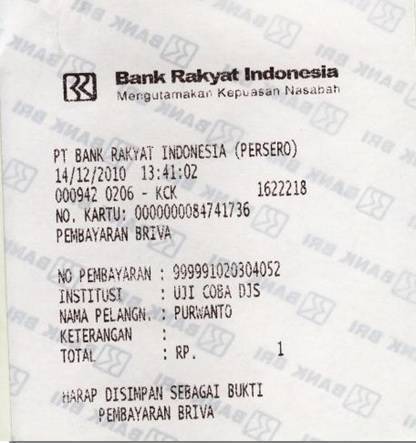 Bank Rakyat Indonesia
Mengutamakan Kepuasan Nasabah
PT BANK RAKYAT INDONESIA (PERSERO)
14/12/2010 13:41:02
000942 0206 - KCK 1622218
NO. KARTU: 0000000084741736
PEMBAYARAN BRIVA
NO PEMBAYARAN : 999991020304052
INSTITUSI : UJI COBA DJS
NAMA PELANGN. : PURWANTO
KETERANGAN :
TOTAL : RP. 1
HARAP DISIMPAN SEBAGAI BUKTI
PEMBAYARAN BRIVA